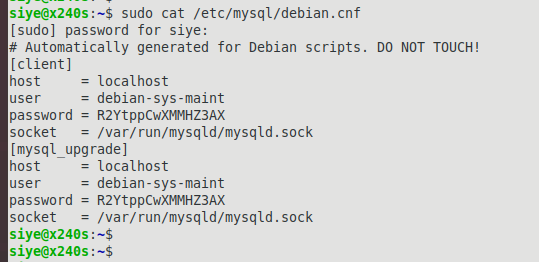 siye@x240s:~$ sudo cat /etc/mysql/debian.cnf
[sudo] password for siye:
# Automatically generated for Debian scripts. DO NOT TOUCH!
[client]
host     = localhost
user     = debian-sys-maint
password = R2YtppCwXMMHZ3AX
socket   = /var/run/mysqld/mysqld.sock
[mysql_upgrade]
host     = localhost
user     = debian-sys-maint
password = R2YtppCwXMMHZ3AX
socket   = /var/run/mysqld/mysqld.sock
siye@x240s:~$
siye@x240s:~$